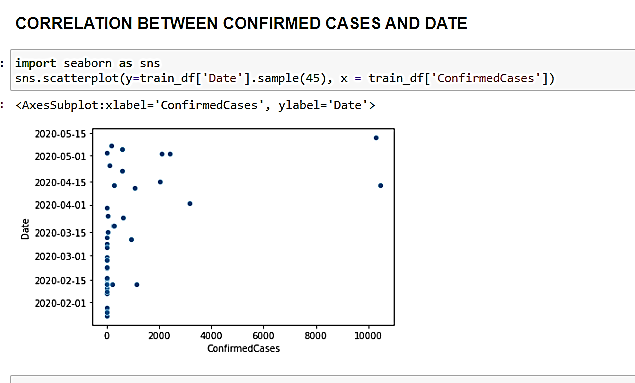 CORRELATION BETWEEN CONFIRMED CASES AND DATE
: import seaborn as sns
sns.scatterplot(y=train_df['Date'].sample(45), x = train_df['ConfirmedCases'])
: <AxesSubplot:xlabel='ConfirmedCases', ylabel='Date'>
2020-05-15
2020-05-01
2020-04-15
2020-04-01
Date
2020-03-15
2020-03-01
2020-02-15
2020-02-01
0 2000 4000 6000 8000 10000
ConfirmedCases